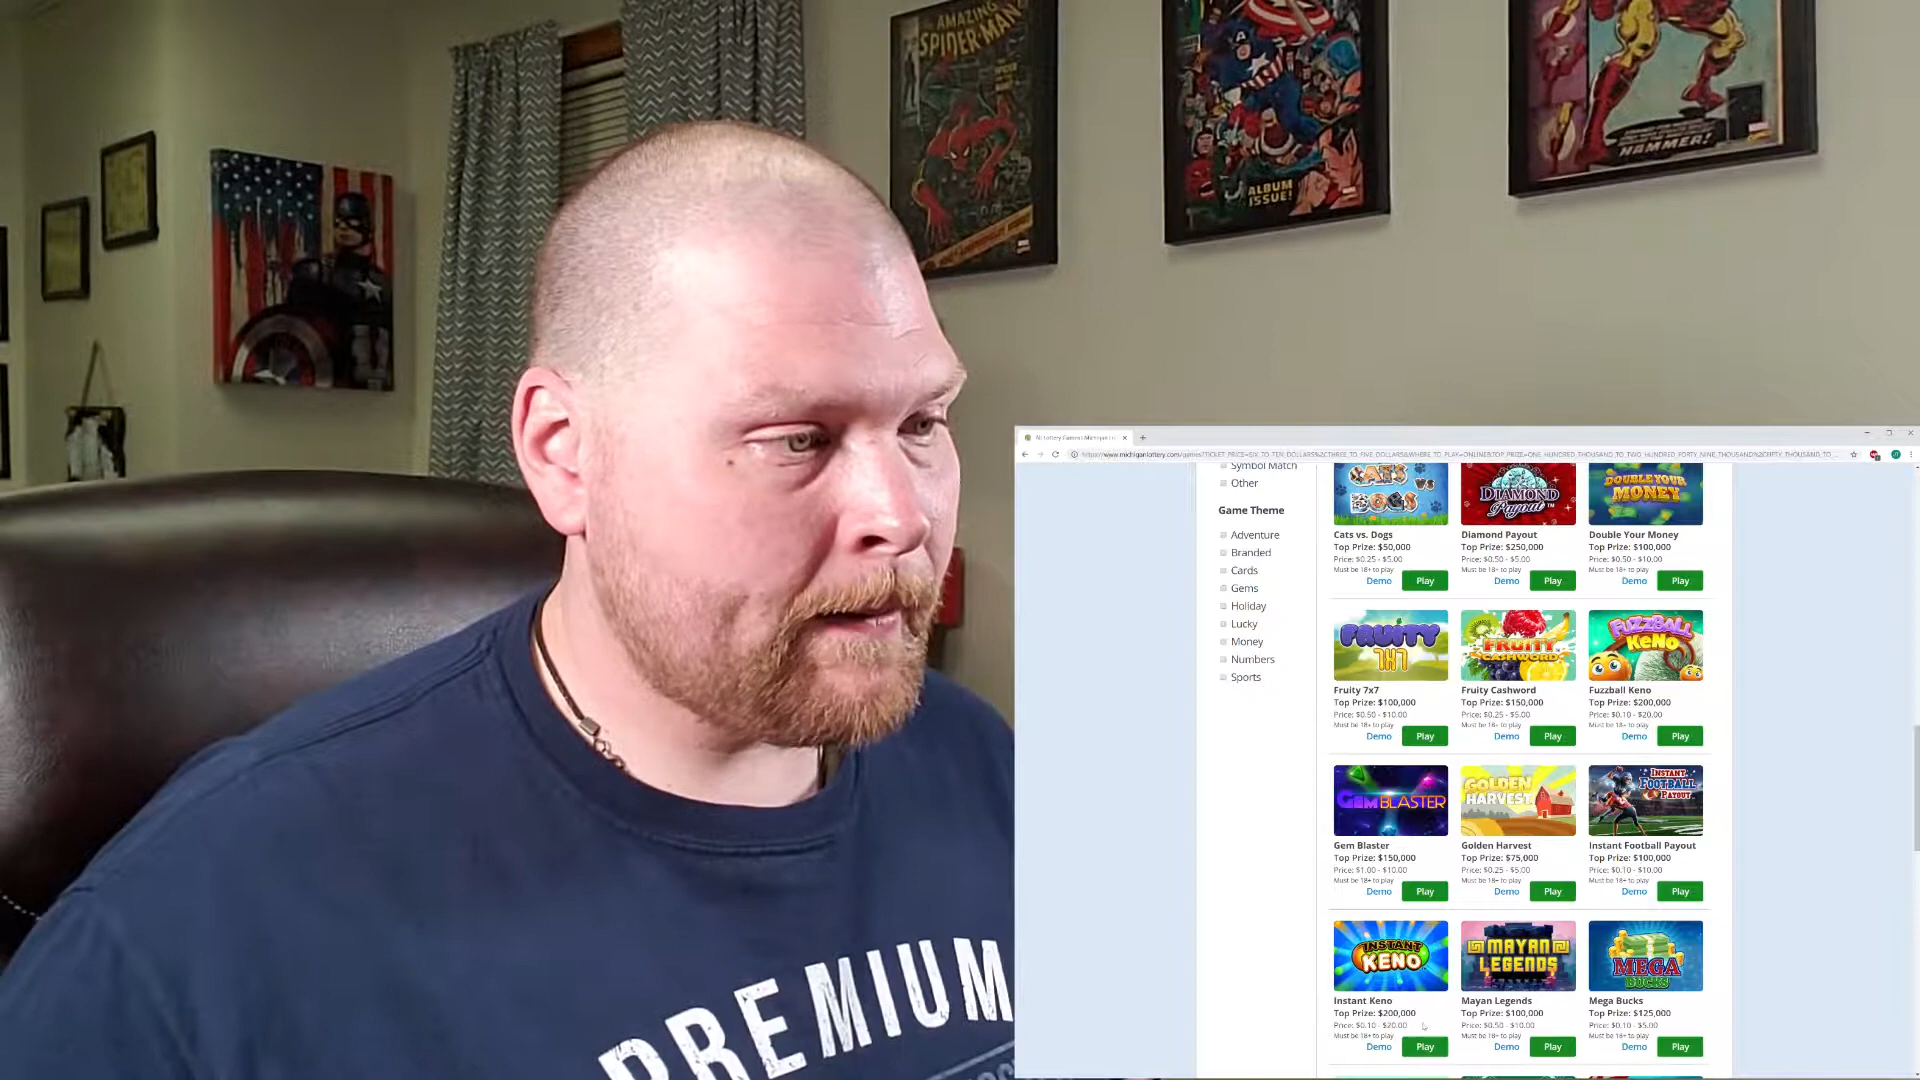 THE AMAZING
SPIDER-MAN
ALBUM
ISSUE!
HAMMER!
PREMIUM
https://www.michiganlottery.com/games
Symbol Match
Other
Game Theme
Adventure
Branded
Cards
Gems
Holiday
Lucky
Money
Numbers
Sports
CATS VS DOGS
DIAMOND Payout
DOUBLE YOUR MONEY
Cats vs. Dogs
Top Prize: $50,000
Price: $0.25 - $5.00
Must be 18+ to play
Demo
Play
Diamond Payout
Top Prize: $250,000
Price: $0.50 - $5.00
Must be 18+ to play
Demo
Play
Double Your Money
Top Prize: $100,000
Price: $0.50 - $10.00
Must be 18+ to play
Demo
Play
FRUITY 7X7
FRUITY CASHWORD
FUZZBALL KENO
Fruity 7x7
Top Prize: $100,000
Price: $0.50 - $10.00
Must be 18+ to play
Demo
Play
Fruity Cashword
Top Prize: $150,000
Price: $0.25 - $5.00
Must be 18+ to play
Demo
Play
Fuzzball Keno
Top Prize: $200,000
Price: $0.10 - $20.00
Must be 18+ to play
Demo
Play
GEM BLASTER
GOLDEN HARVEST
INSTANT FOOTBALL PAYOUT
Gem Blaster
Top Prize: $150,000
Price: $1.00 - $10.00
Must be 18+ to play
Demo
Play
Golden Harvest
Top Prize: $75,000
Price: $0.25 - $5.00
Must be 18+ to play
Demo
Play
Instant Football Payout
Top Prize: $100,000
Price: $0.10 - $10.00
Must be 18+ to play
Demo
Play
INSTANT KENO
MAYAN LEGENDS
MEGA BUCKS
Instant Keno
Top Prize: $200,000
Price: $0.10 - $20.00
Must be 18+ to play
Demo
Play
Mayan Legends
Top Prize: $100,000
Price: $0.50 - $10.00
Must be 18+ to play
Demo
Play
Mega Bucks
Top Prize: $125,000
Price: $0.10 - $5.00
Must be 18+ to play
Demo
Play